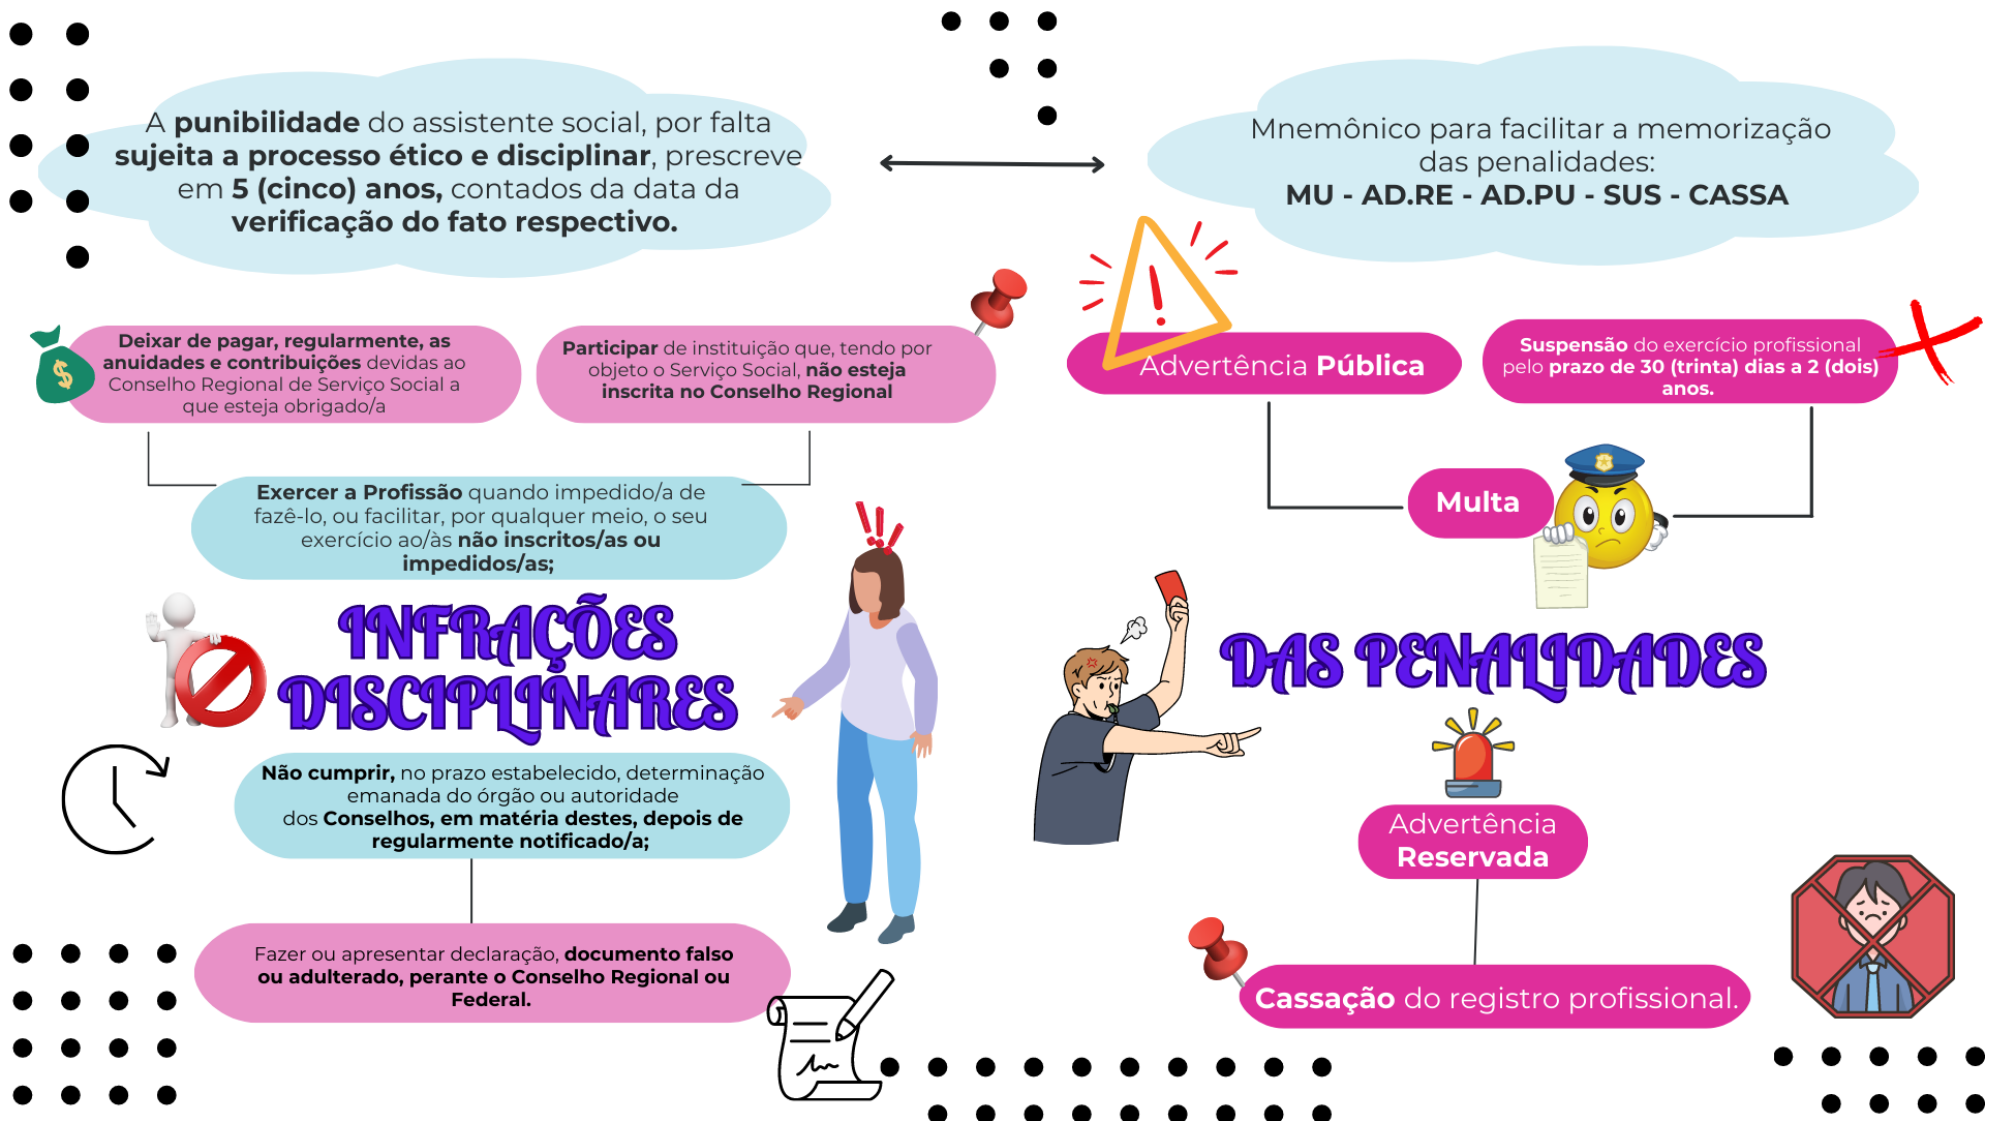 A punibilidade do assistente social, por falta
sujeita a processo ético e disciplinar, prescreve
em 5 (cinco) anos, contados da data da
verificação do fato respectivo.
Mnemônico para facilitar a memorização
das penalidades:
MU - AD.RE - AD.PU - SUS - CASSA
Deixar de pagar, regularmente, as
anuidades e contribuições devidas ao
Conselho Regional de Serviço Social a
que esteja obrigado/a
Participar de instituição que, tendo por
objeto o Serviço Social, não esteja
inscrita no Conselho Regional
Exercer a Profissão quando impedido/a de
fazê-lo, ou facilitar, por qualquer meio, o seu
exercício ao/às não inscritos/as ou
impedidos/as;
INFRAÇÕES
DISCIPLINARES
Não cumprir, no prazo estabelecido, determinação
emanada do órgão ou autoridade
dos Conselhos, em matéria destes, depois de
regularmente notificado/a;
Fazer ou apresentar declaração, documento falso
ou adulterado, perante o Conselho Regional ou
Federal.
Advertência Pública
Suspensão do exercício profissional
pelo prazo de 30 (trinta) dias a 2 (dois)
anos.
Multa
DAS PENALIDADES
Advertência
Reservada
Cassação do registro profissional.